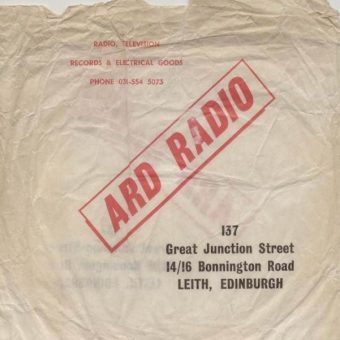 RADIO, TELEVISION
RECORDS & ELECTRICAL GOODS
PHONE 031-554 5073
ARD RADIO
137
Great Junction Street
14/16 Bonnington Road
LEITH, EDINBURGH